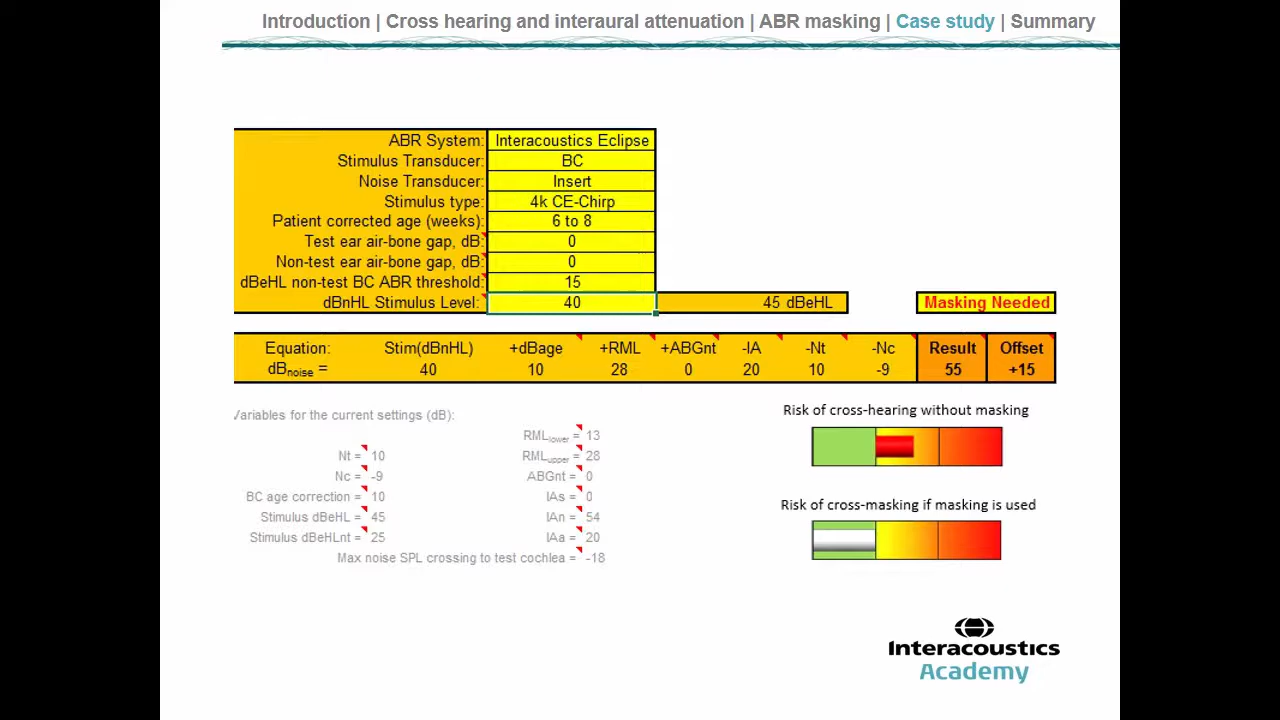 Introduction | Cross hearing and interaural attenuation | ABR masking | Case study | Summary
ABR System: Interacoustics Eclipse
Stimulus Transducer: BC
Noise Transducer: Insert
Stimulus type: 4k CE-Chirp
Patient corrected age (weeks): 6 to 8
Test ear air-bone gap, dB: 0
Non-test ear air-bone gap, dB: 0
dBeHL non-test BC ABR threshold: 15
dBnHL Stimulus Level: 40 45 dBeHL Masking Needed
Equation: Stim(dBnHL) +dBage +RML +ABGnt -IA -Nt -Nc Result Offset
dBnoise = 40 10 28 0 20 10 -9 55 +15
Variables for the current settings (dB):
RMLlower = 13
Nt = 10 RMLupper = 28
Nc = -9 ABGnt = 0
BC age correction = 10 IAs = 0
Stimulus dBeHL = 45 IAn = 54
Stimulus dBeHLnt = 25 IAa = 20
Max noise SPL crossing to test cochlea = -18
Risk of cross-hearing without masking
Risk of cross-masking if masking is used
Interacoustics
Academy